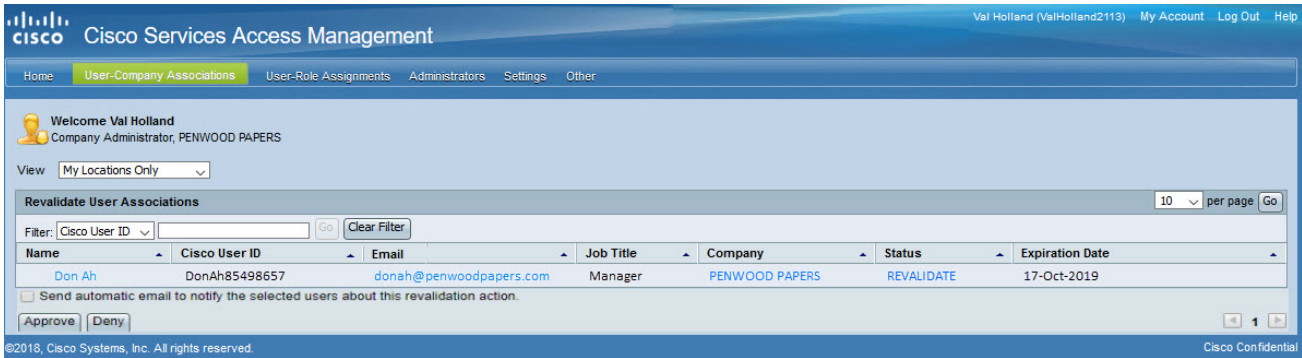 Val Holland (ValHolland2113) My Account Log Out Help
CISCO Cisco Services Access Management
Home User-Company Associations User-Role Assignments Administrators Settings Other
Welcome Val Holland
Company Administrator, PENWOOD PAPERS
View My Locations Only
Revalidate User Associations 10 per page Go
Filter: Cisco User ID Go Clear Filter
Name Cisco User ID Email Job Title Company Status Expiration Date
Don Ah DonAh85498657 donah@penwoodpapers.com Manager PENWOOD PAPERS REVALIDATE 17-Oct-2019
Send automatic email to notify the selected users about this revalidation action.
Approve Deny 1
©2018, Cisco Systems, Inc. All rights reserved. Cisco Confidential